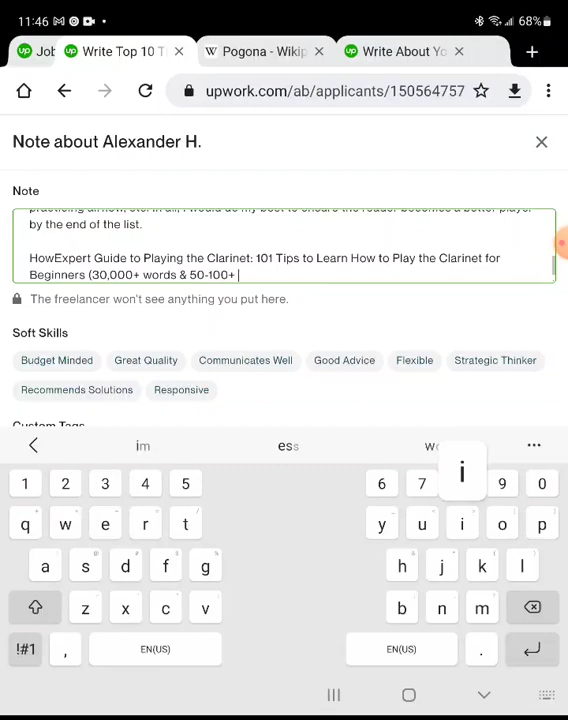 11:46
68%
Job
Write Top 10 T
Pogona - Wikip
Write About Yo
upwork.com/ab/applicants/150564757
Note about Alexander H.
Note
by the end of the list.
HowExpert Guide to Playing the Clarinet: 101 Tips to Learn How to Play the Clarinet for
Beginners (30,000+ words & 50-100+
The freelancer won't see anything you put here.
Soft Skills
Budget Minded
Great Quality
Communicates Well
Good Advice
Flexible
Strategic Thinker
Recommends Solutions
Responsive
Custom Tags
im
ess
i
1 2 3 4 5 6 7 9 0
q w e r t y u i o p
a s d f g h j k l
z x c v b n m
!#1 , EN(US) EN(US) .